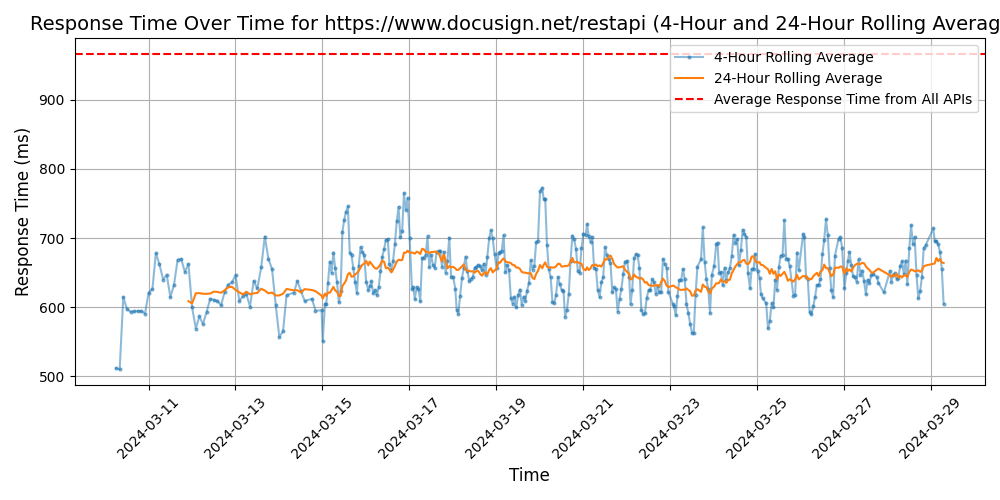 Response Time Over Time for https://www.docusign.net/restapi (4-Hour and 24-Hour Rolling Averag
4-Hour Rolling Average
24-Hour Rolling Average
Average Response Time from All APIs
Response Time (ms)
900
800
700
600
500
2024-03-11
2024-03-13
2024-03-15
2024-03-17
2024-03-19
2024-03-21
2024-03-23
2024-03-25
2024-03-27
2024-03-29
Time